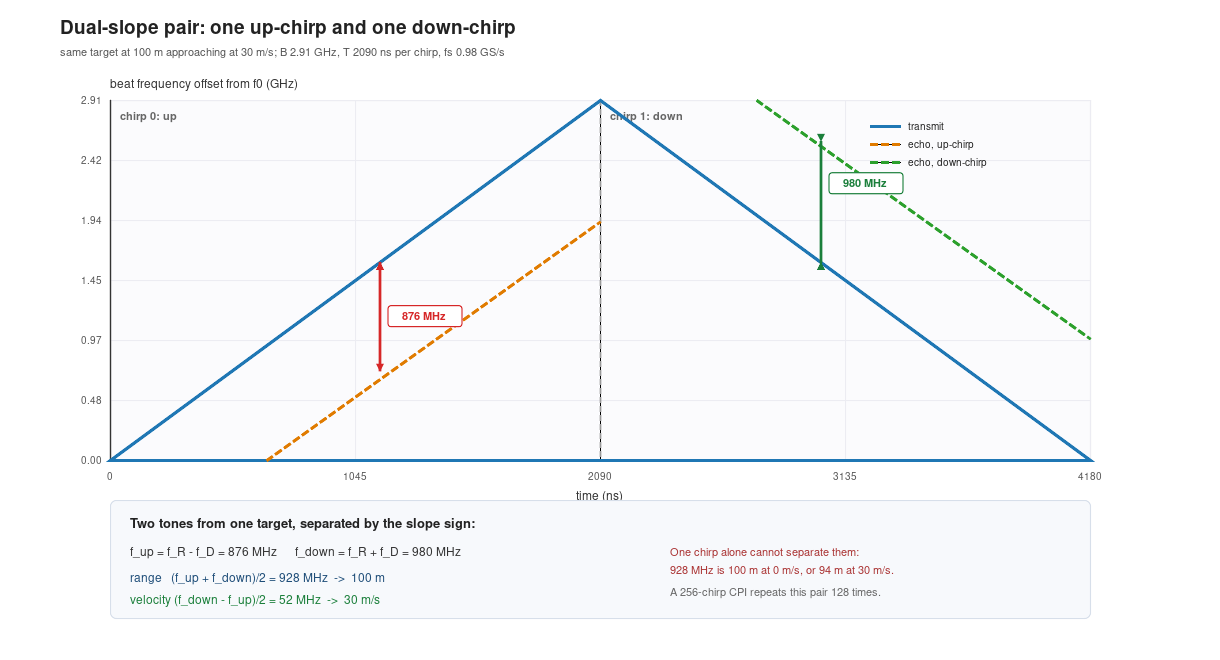 Dual-slope pair: one up-chirp and one down-chirp
same target at 100 m approaching at 30 m/s; B 2.91 GHz, T 2090 ns per chirp, fs 0.98 GS/s
beat frequency offset from f0 (GHz)
2.91
chirp 0: up
chirp 1: down
transmit
echo, up-chirp
echo, down-chirp
2.42
980 MHz
1.94
1.45
876 MHz
0.97
0.48
0.00
0
1045
2090
3135
4180
time (ns)
Two tones from one target, separated by the slope sign:
f_up = f_R - f_D = 876 MHz f_down = f_R + f_D = 980 MHz
range (f_up + f_down)/2 = 928 MHz -> 100 m
velocity (f_down - f_up)/2 = 52 MHz -> 30 m/s
One chirp alone cannot separate them:
928 MHz is 100 m at 0 m/s, or 94 m at 30 m/s.
A 256-chirp CPI repeats this pair 128 times.